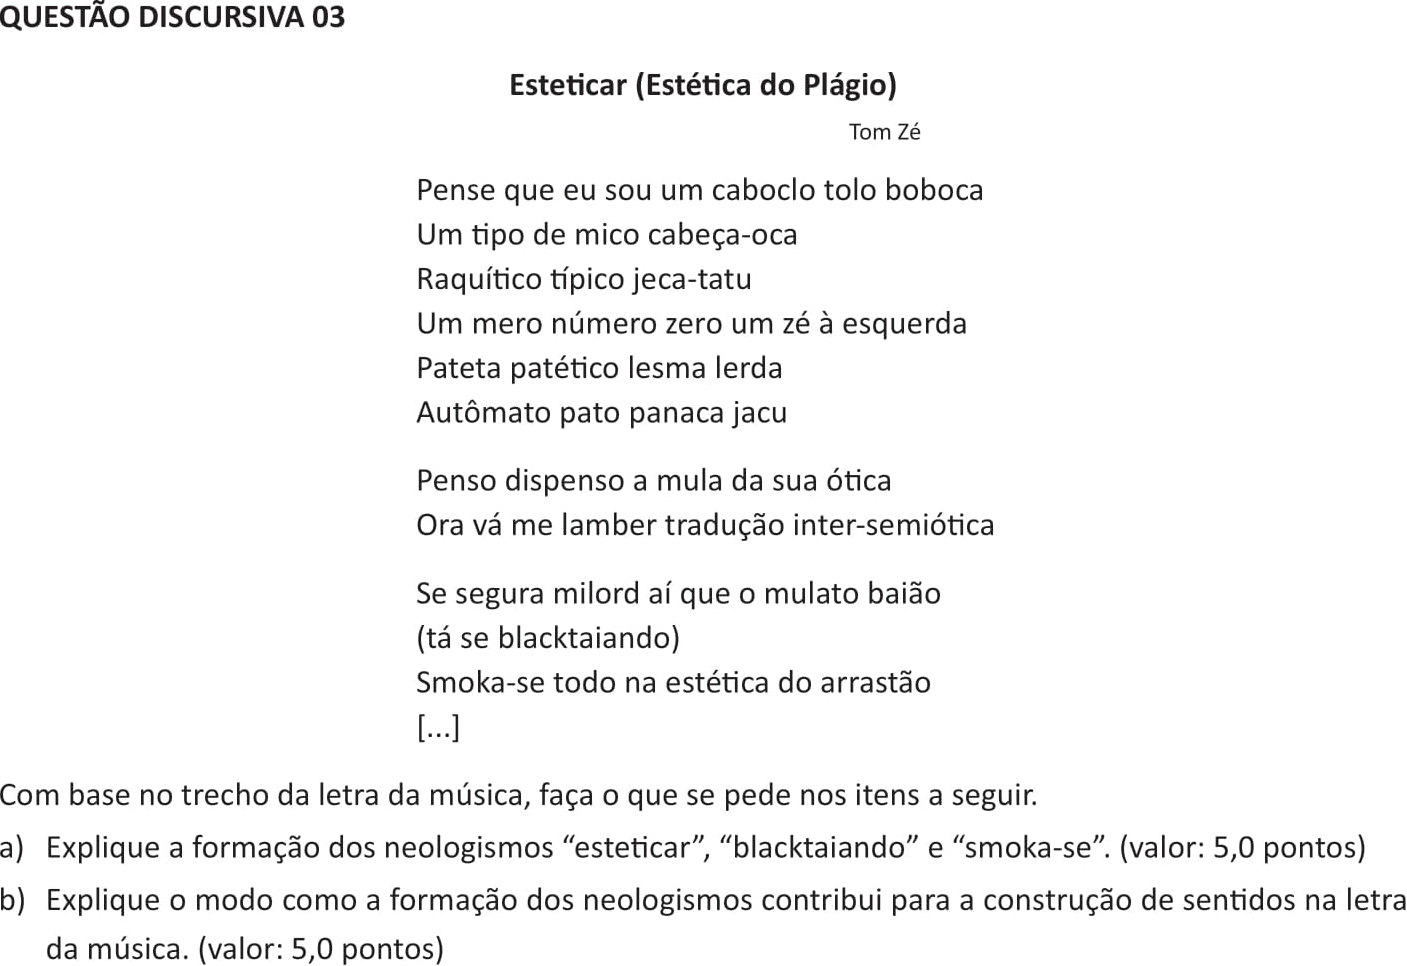 QUESTÃO DISCURSIVA 03
Esteticar (Estética do Plágio)
Tom Zé
Pense que eu sou um caboclo tolo boboca
Um tipo de mico cabeça-oca
Raquítico típico jeca-tatu
Um mero número zero um zé à esquerda
Pateta patético lesma lerda
Autômato pato panaca jacu
Penso dispenso a mula da sua ótica
Ora vá me lamber tradução inter-semiótica
Se segura milord aí que o mulato baião
(tá se blacktaiando)
Smoka-se todo na estética do arrastão
[...]
Com base no trecho da letra da música, faça o que se pede nos itens a seguir.
a) Explique a formação dos neologismos “esteticar”, “blacktaiando” e “smoka-se”. (valor: 5,0 pontos)
b) Explique o modo como a formação dos neologismos contribui para a construção de sentidos na letra
da música. (valor: 5,0 pontos)